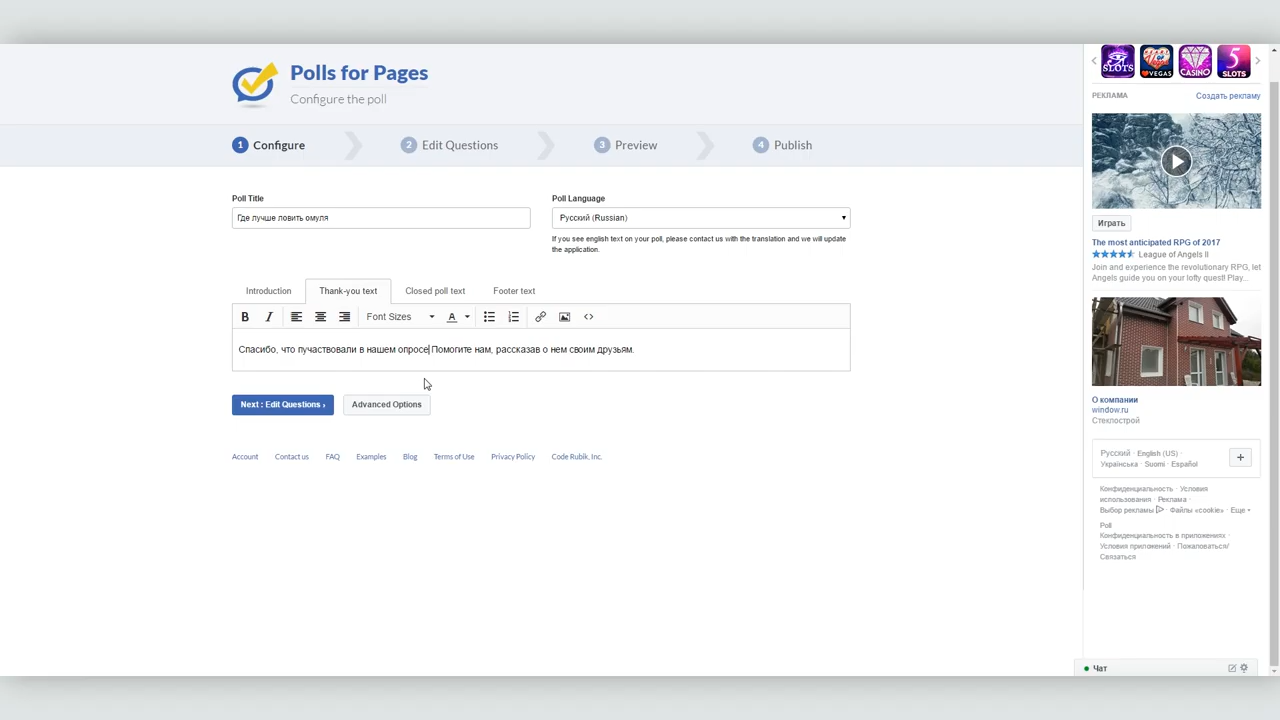 Polls for Pages
Configure the poll
1 Configure
2 Edit Questions
3 Preview
4 Publish
Poll Title
Где лучше ловить омуля
Poll Language
Русский (Russian)
If you see english text on your poll, please contact us with the translation and we will update
the application.
Introduction
Thank-you text
Closed poll text
Footer text
B I Font Sizes A
Спасибо, что пучаствовали в нашем опросе Помогите нам, рассказав о нем своим друзьям.
Next : Edit Questions ›
Advanced Options
Account
Contact us
FAQ
Examples
Blog
Terms of Use
Privacy Policy
Code Rubik, Inc.
SLOTS
VEGAS
CASINO
5 SLOTS
РЕКЛАМА
Создать рекламу
Играть
The most anticipated RPG of 2017
League of Angels II
Join and experience the revolutionary RPG, let
Angels guide you on your lofty quest! Play...
О компании
window.ru
Стеклострой
Русский · English (US) ·
Українська · Suomi · Español
Конфиденциальность · Условия
использования · Реклама ·
Выбор рекламы · Файлы «cookie» · Еще
Poll
Конфиденциальность в приложениях ·
Условия приложений · Пожаловаться/
Связаться
Чат